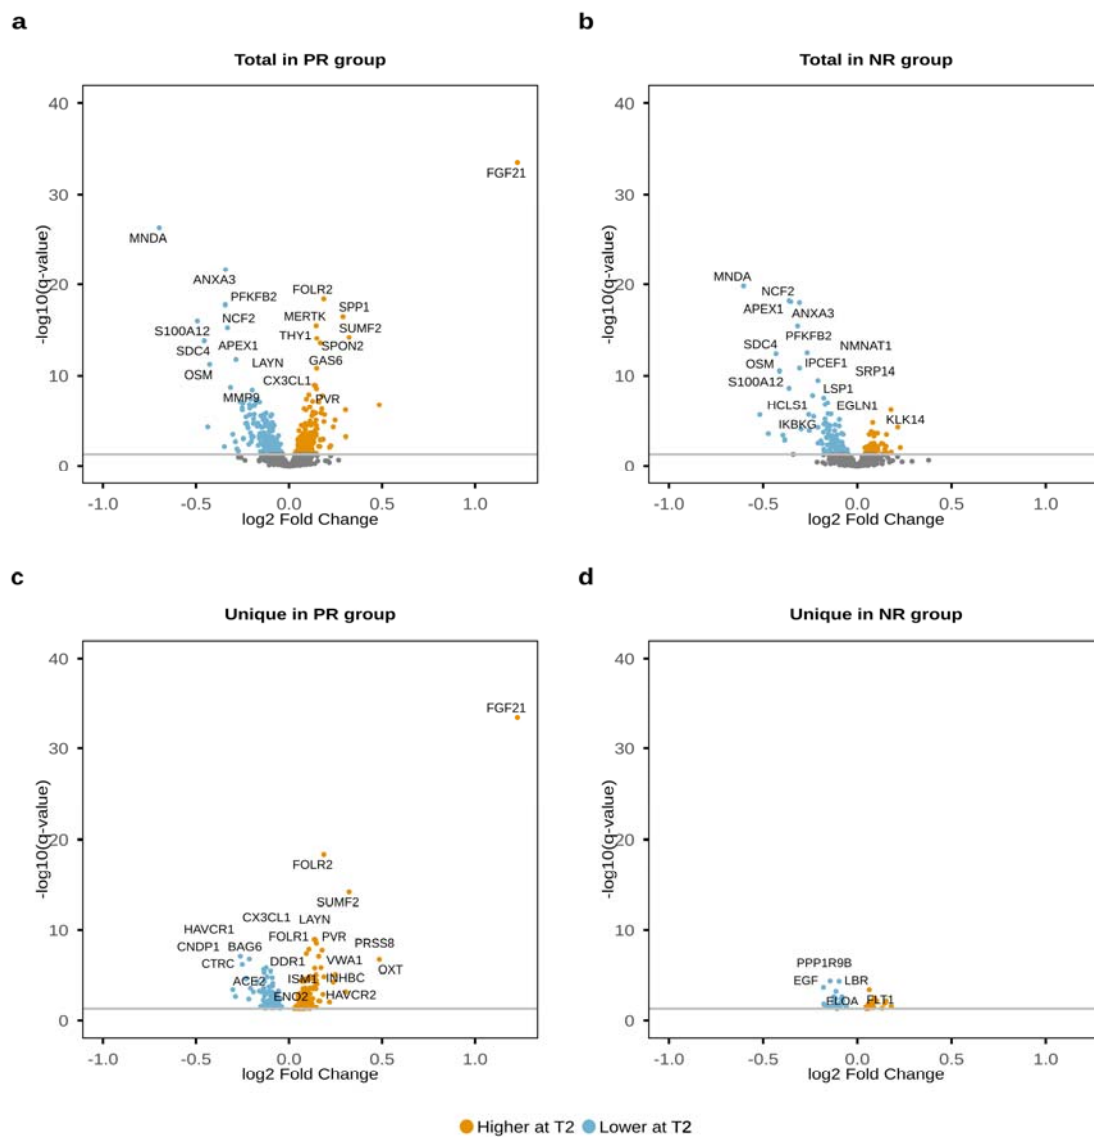 a
Total in PR group
-log10(q-value)
40
30
20
10
0
FGF21
MNDA
ANXA3
PFKFB2
FOLR2
SPP1
NCF2
MERTK
SUMF2
S100A12
THY1
SPON2
SDC4
APEX1
LAYN
GAS6
OSM
CX3CL1
MMP9
PVR
-1.0 -0.5 0.0 0.5 1.0
log2 Fold Change
b
Total in NR group
-log10(q-value)
40
30
20
10
0
MNDA
NCF2
APEX1
ANXA3
PFKFB2
SDC4
NMNAT1
OSM
IPCEF1
SRP14
S100A12
LSP1
HCLS1
EGLN1
IKBKG
KLK14
-1.0 -0.5 0.0 0.5 1.0
log2 Fold Change
c
Unique in PR group
-log10(q-value)
40
30
20
10
0
FGF21
FOLR2
SUMF2
CX3CL1 LAYN
HAVCR1
FOLR1 PVR
CNDP1 BAG6
PRSS8
CTRC
DDR1
VWA1
OXT
ACE2
ISM1
INHBC
ENO2
HAVCR2
-1.0 -0.5 0.0 0.5 1.0
log2 Fold Change
d
Unique in NR group
-log10(q-value)
40
30
20
10
0
PPP1R9B
EGF
LBR
ELOA
FLT1
-1.0 -0.5 0.0 0.5 1.0
log2 Fold Change
Higher at T2 Lower at T2